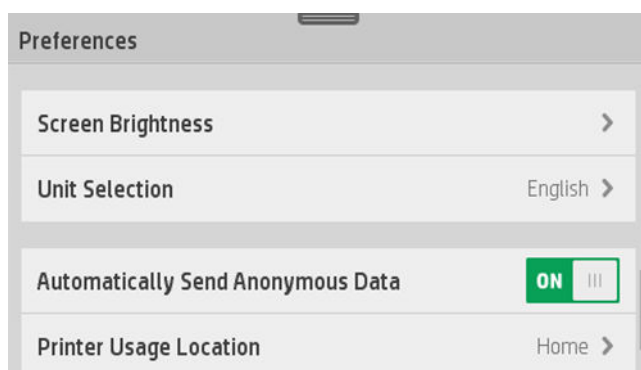 Preferences
Screen Brightness
Unit Selection English
Automatically Send Anonymous Data ON
Printer Usage Location Home